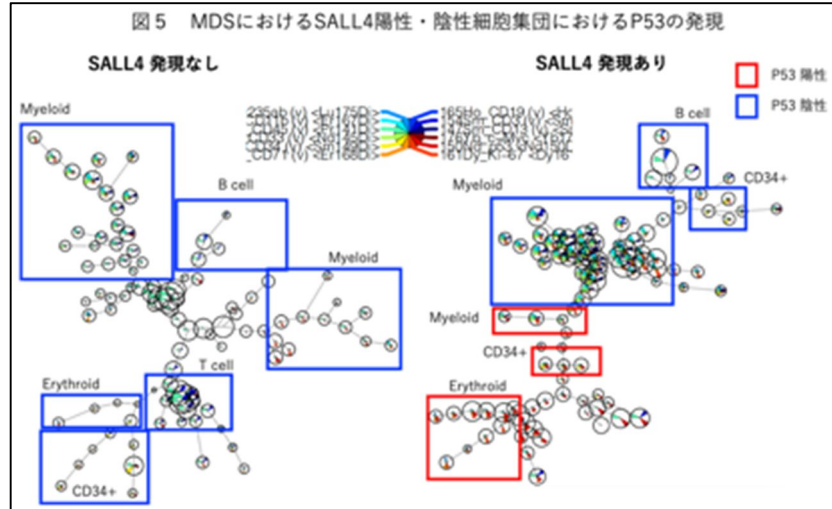 図5 MDSにおけるSALL4陽性・陰性細胞集団におけるP53の発現
SALL4 発現なし
SALL4 発現あり
P53 陽性
P53 陰性
Myeloid
B cell
Myeloid
T cell
Erythroid
CD34+
B cell
CD34+
Myeloid
Myeloid
CD34+
Erythroid